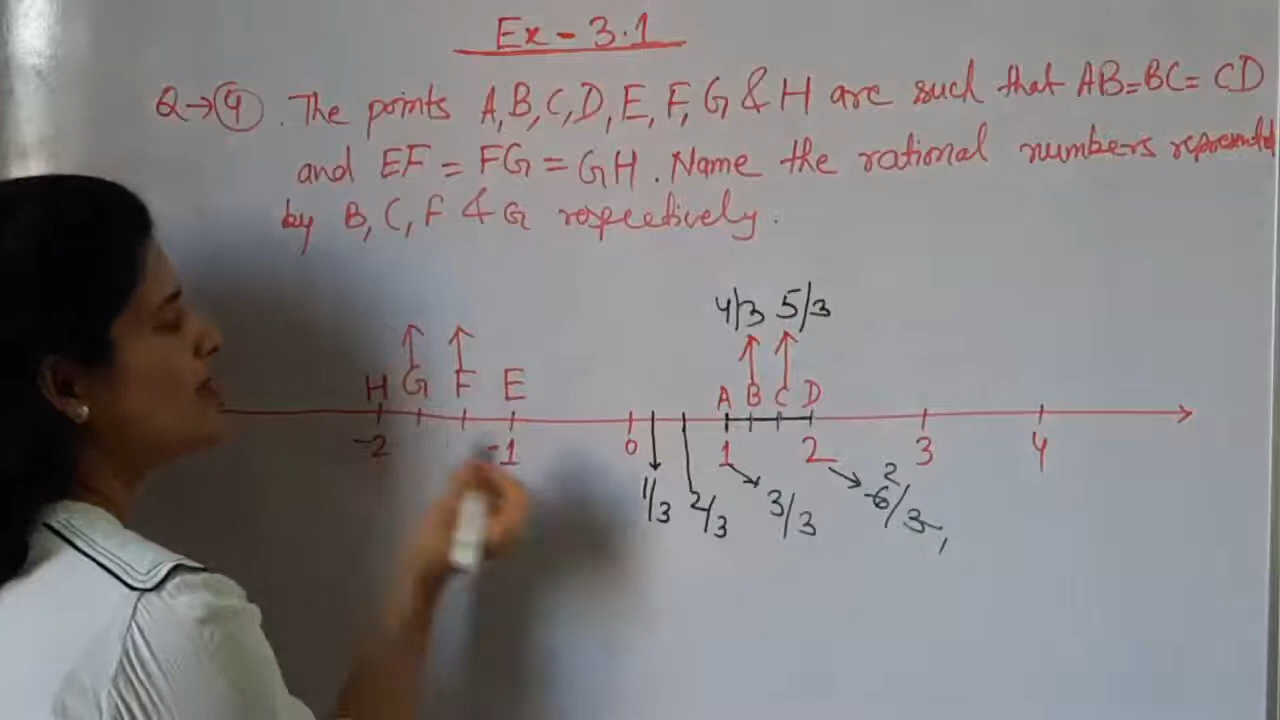 Ex - 3.1
Q→④. The points A, B, C, D, E, F, G & H are such that AB=BC=CD
and EF = FG = GH. Name the rational numbers represented
by B, C, F & G respectively.
4/3 5/3
H G F E A B C D
-2 -1 0 1 2 3 4
1/3 2/3 3/3 6/3
2
1